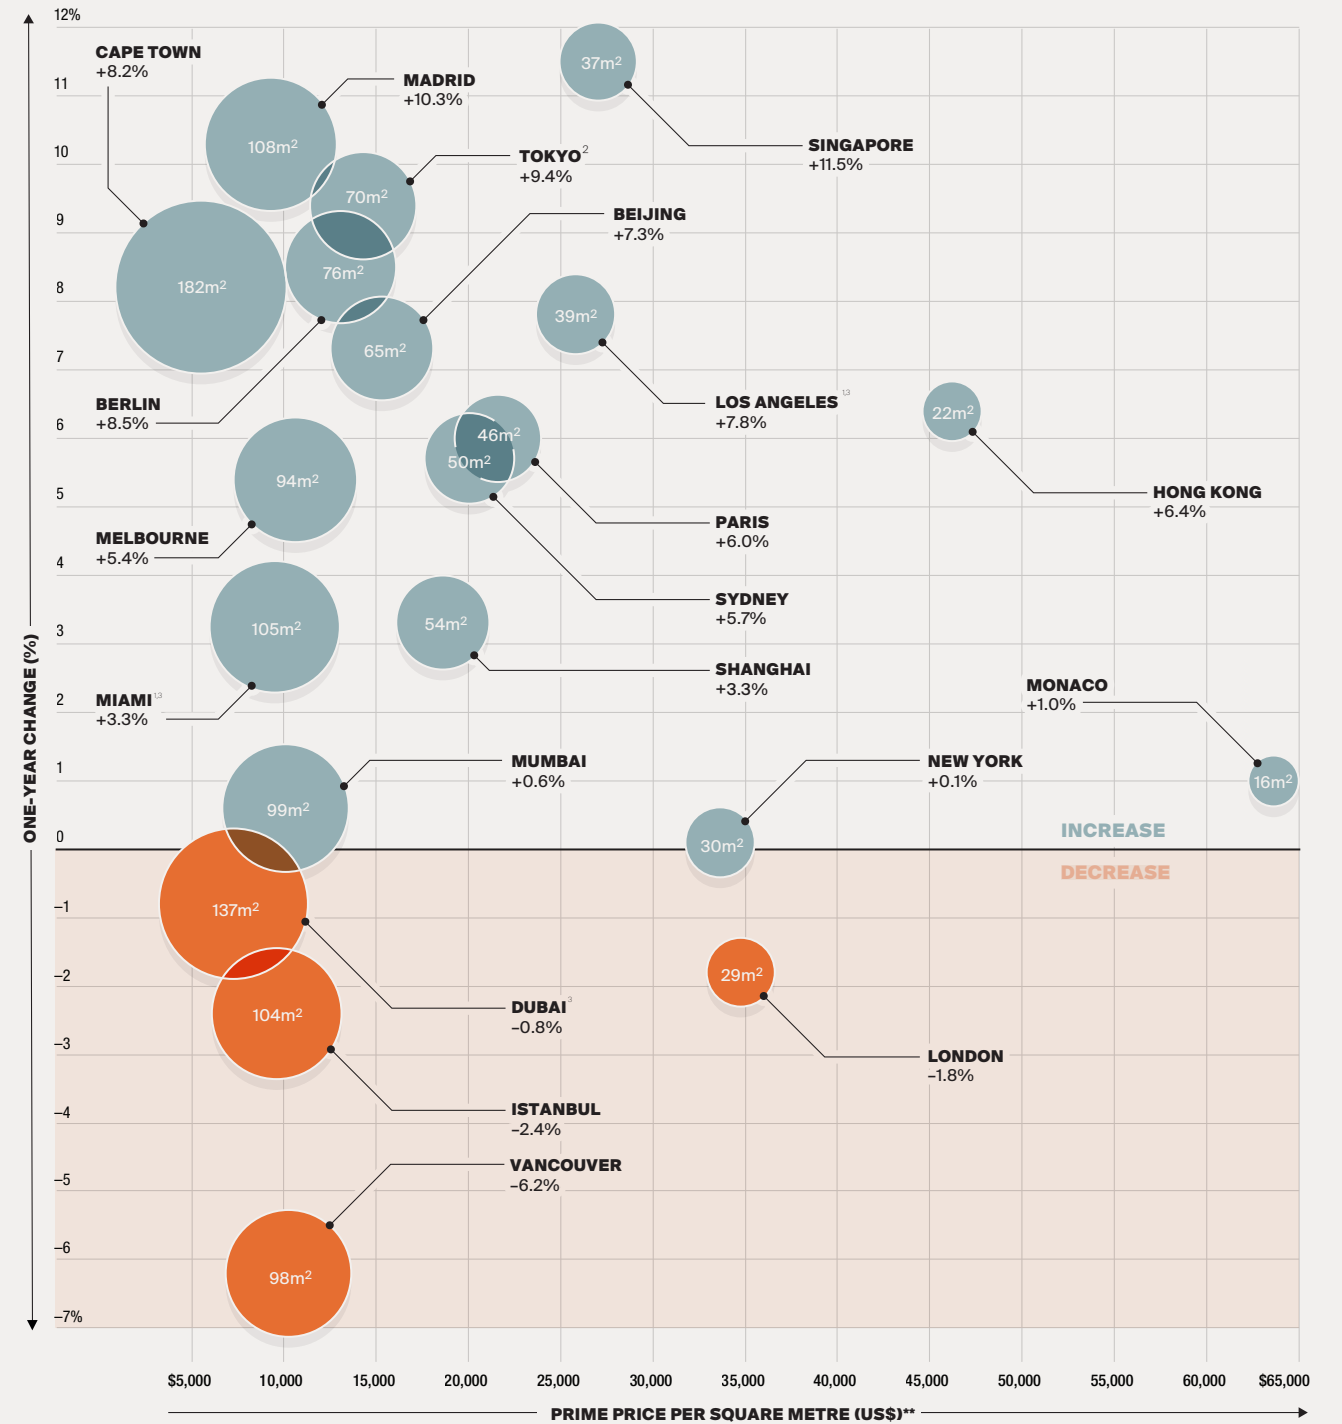 12%
CAPE TOWN
+8.2%
37m²
11
MADRID
+10.3%
108m²
10
TOKYO²
+9.4%
SINGAPORE
+11.5%
70m²
9
BEIJING
+7.3%
76m²
8
182m²
39m²
7
65m²
BERLIN
+8.5%
LOS ANGELES¹,³
+7.8%
22m²
6
46m²
50m²
94m²
5
HONG KONG
+6.4%
MELBOURNE
+5.4%
PARIS
+6.0%
4
SYDNEY
+5.7%
3
105m²
54m²
SHANGHAI
+3.3%
2
MIAMI¹,³
+3.3%
MONACO
+1.0%
1
MUMBAI
+0.6%
NEW YORK
+0.1%
16m²
99m²
0
30m²
INCREASE
DECREASE
ONE-YEAR CHANGE (%)
–1
137m²
–2
29m²
DUBAI³
–0.8%
104m²
–3
LONDON
–1.8%
–4
ISTANBUL
–2.4%
–5
VANCOUVER
–6.2%
–6
98m²
–7%
$5,000 10,000 15,000 20,000 25,000 30,000 35,000 40,000 45,000 50,000 55,000 60,000 $65,000
PRIME PRICE PER SQUARE METRE (US$)**